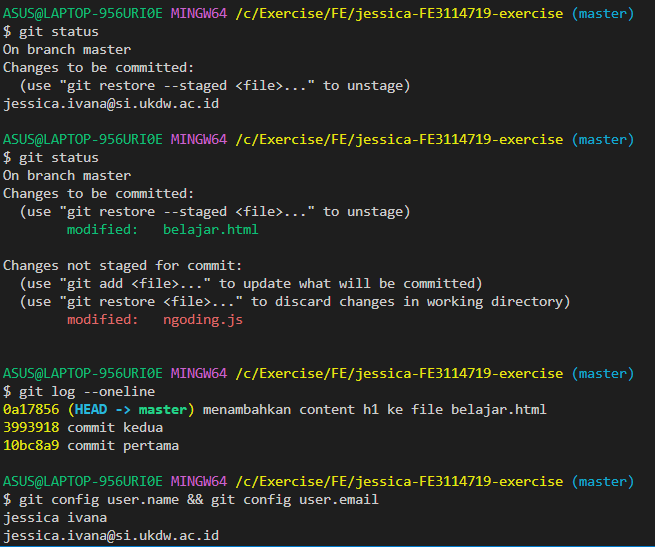 ASUS@LAPTOP-956URI0E MINGW64 /c/Exercise/FE/jessica-FE3114719-exercise (master)
$ git status
On branch master
Changes to be committed:
  (use "git restore --staged <file>..." to unstage)
jessica.ivana@si.ukdw.ac.id

ASUS@LAPTOP-956URI0E MINGW64 /c/Exercise/FE/jessica-FE3114719-exercise (master)
$ git status
On branch master
Changes to be committed:
  (use "git restore --staged <file>..." to unstage)
        modified:   belajar.html

Changes not staged for commit:
  (use "git add <file>..." to update what will be committed)
  (use "git restore <file>..." to discard changes in working directory)
        modified:   ngoding.js

ASUS@LAPTOP-956URI0E MINGW64 /c/Exercise/FE/jessica-FE3114719-exercise (master)
$ git log --oneline
0a17856 (HEAD -> master) menambahkan content h1 ke file belajar.html
3993918 commit kedua
10bc8a9 commit pertama

ASUS@LAPTOP-956URI0E MINGW64 /c/Exercise/FE/jessica-FE3114719-exercise (master)
$ git config user.name && git config user.email
jessica ivana
jessica.ivana@si.ukdw.ac.id